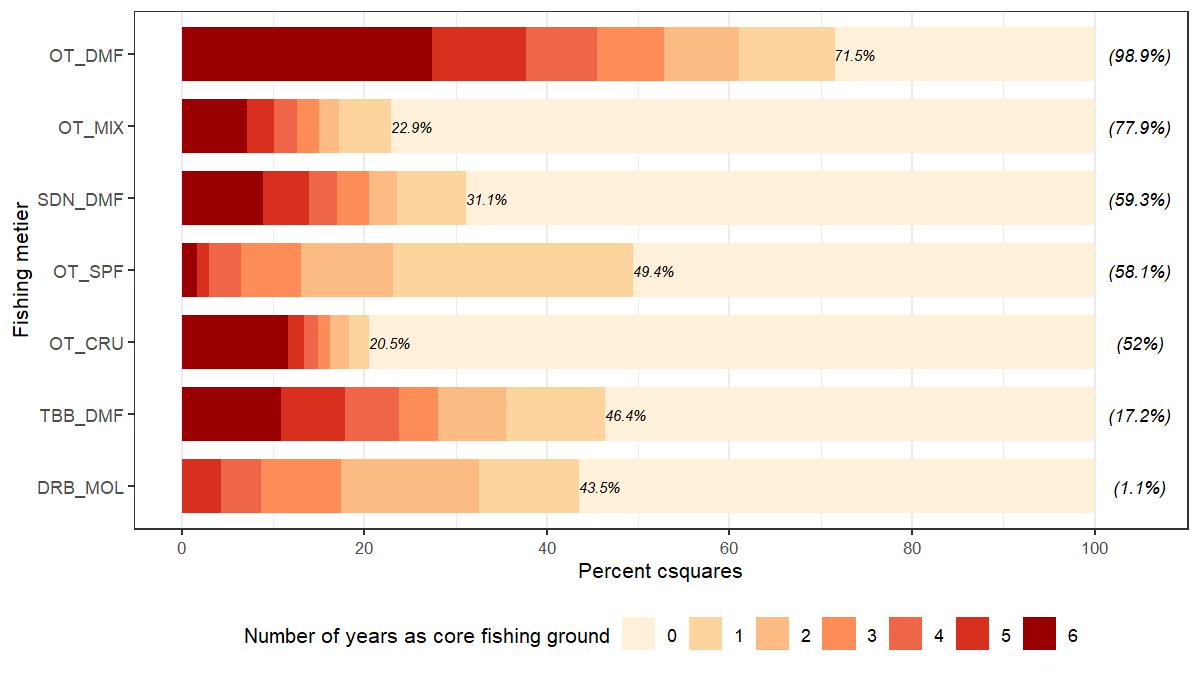 OT_DMF 71.5% (98.9%)
OT_MIX 22.9% (77.9%)
SDN_DMF 31.1% (59.3%)
OT_SPF 49.4% (58.1%)
OT_CRU 20.5% (52%)
TBB_DMF 46.4% (17.2%)
DRB_MOL 43.5% (1.1%)
Fishing metier
0 20 40 60 80 100
Percent csquares
Number of years as core fishing ground 0 1 2 3 4 5 6